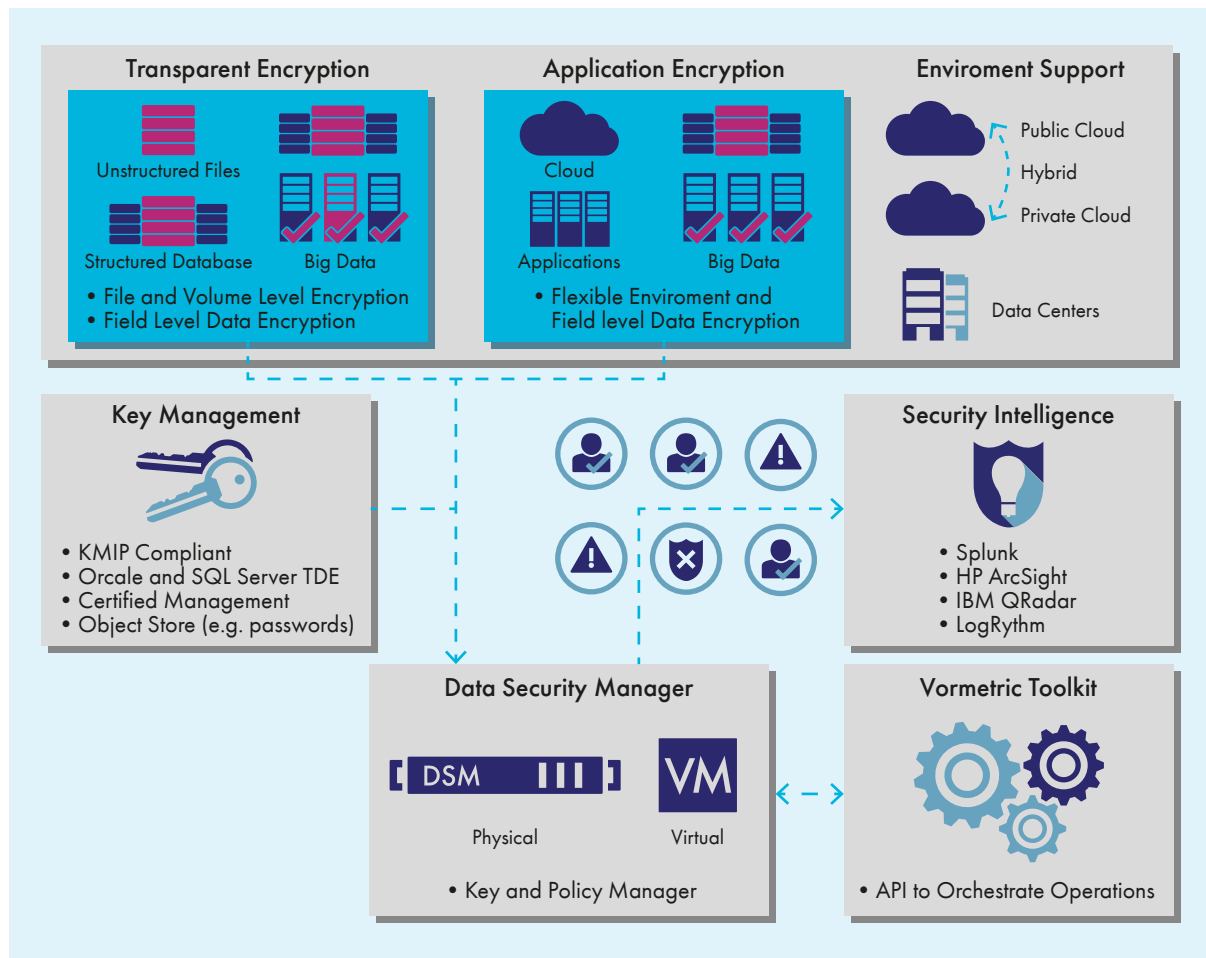 Transparent Encryption
Unstructured Files
Structured Database
Big Data
• File and Volume Level Encryption
• Field Level Data Encryption
Application Encryption
Cloud
Applications
Big Data
• Flexible Enviroment and
Field level Data Encryption
Enviroment Support
Public Cloud
Hybrid
Private Cloud
Data Centers
Key Management
• KMIP Compliant
• Orcale and SQL Server TDE
• Certified Management
• Object Store (e.g. passwords)
Security Intelligence
• Splunk
• HP ArcSight
• IBM QRadar
• LogRythm
Data Security Manager
DSM
VM
Physical
Virtual
• Key and Policy Manager
Vormetric Toolkit
• API to Orchestrate Operations